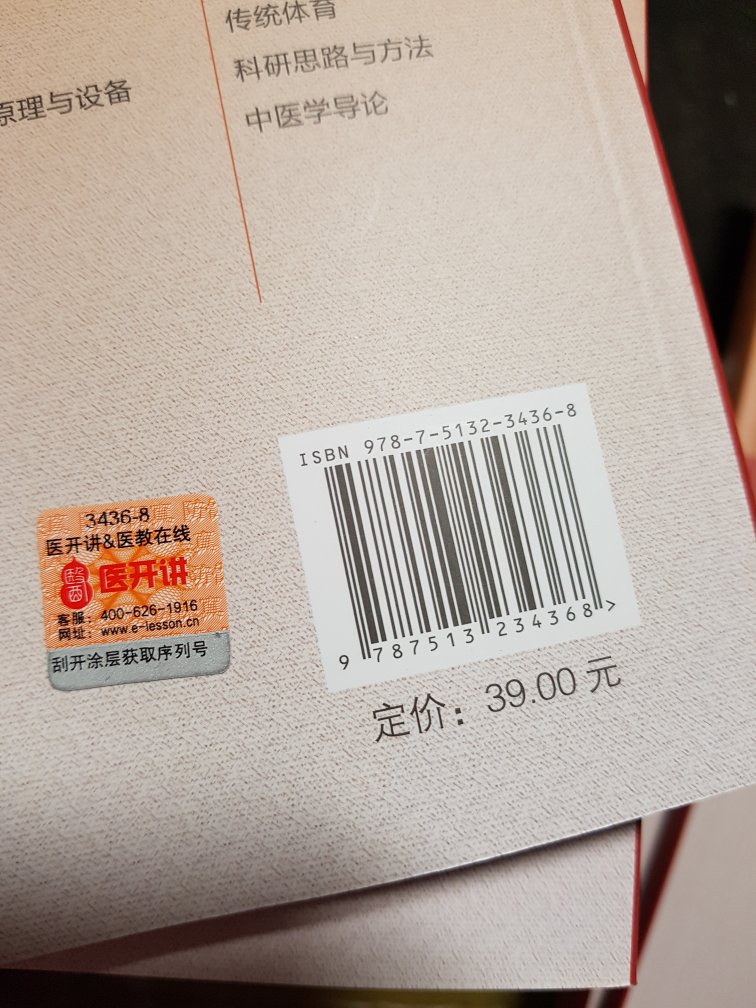 传统体育
科研思路与方法
原理与设备
中医学导论
ISBN 978-7-5132-3436-8
9 787513 234368 >
定价：39.00 元
3436-8
医开讲&医教在线
医开讲
客服：400-626-1916
网址：www.e-lesson.cn
刮开涂层获取序列号